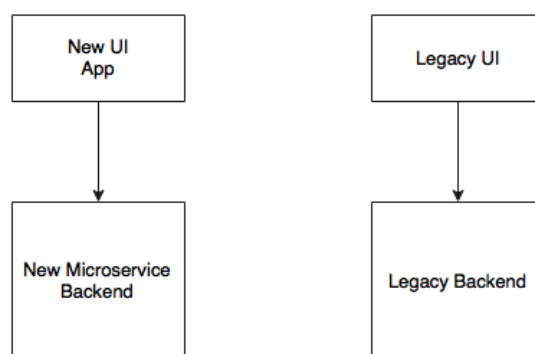 New UI
App
Legacy UI
New Microservice
Backend
Legacy Backend